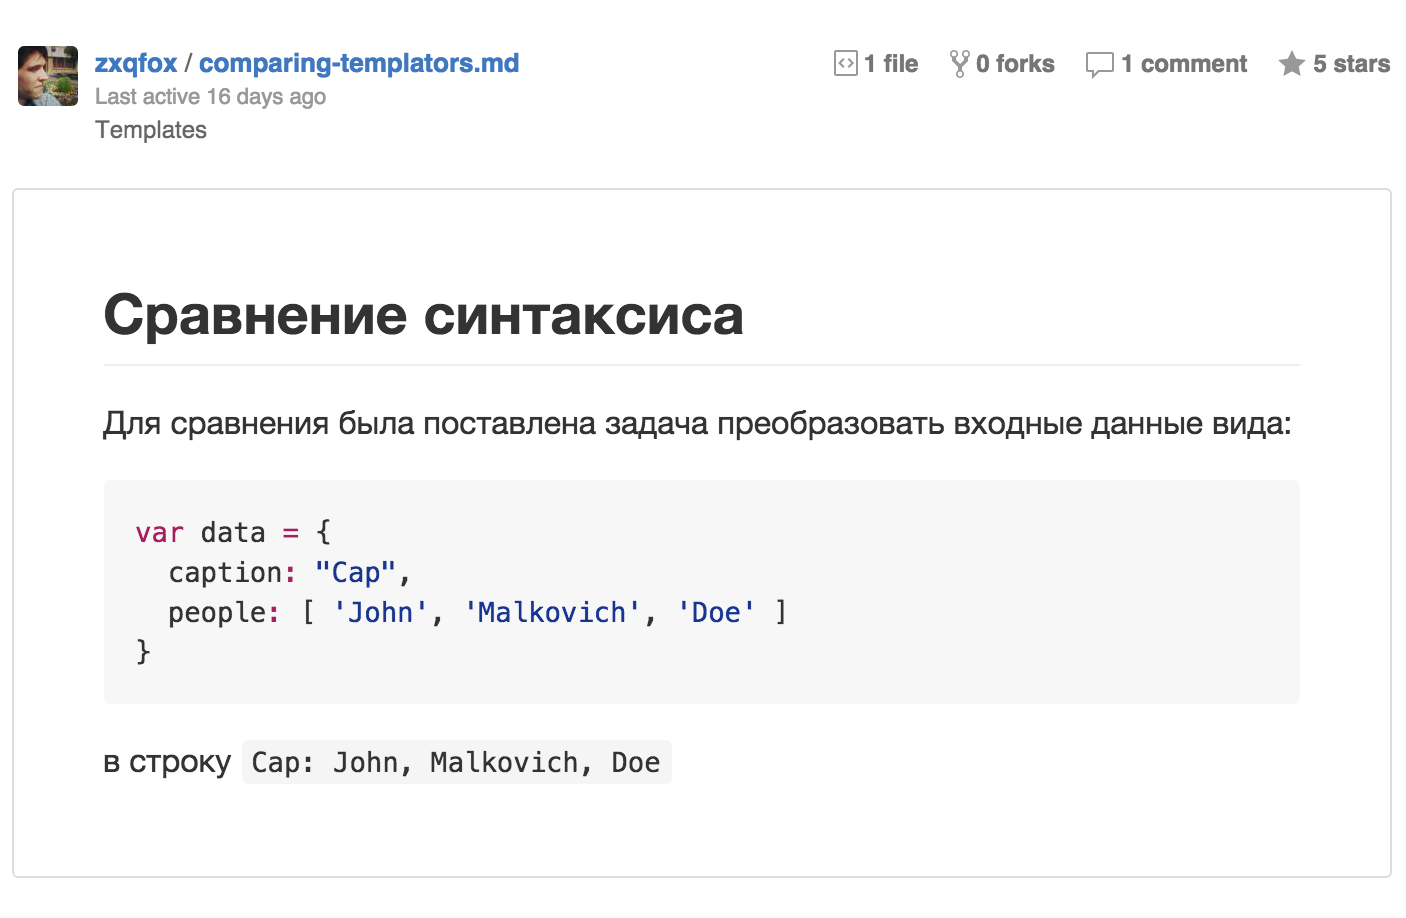 zxqfox / comparing-templators.md
1 file
0 forks
1 comment
5 stars
Last active 16 days ago
Templates
Сравнение синтаксиса
Для сравнения была поставлена задача преобразовать входные данные вида:
var data = {
  caption: "Cap",
  people: [ 'John', 'Malkovich', 'Doe' ]
}
в строку Cap: John, Malkovich, Doe